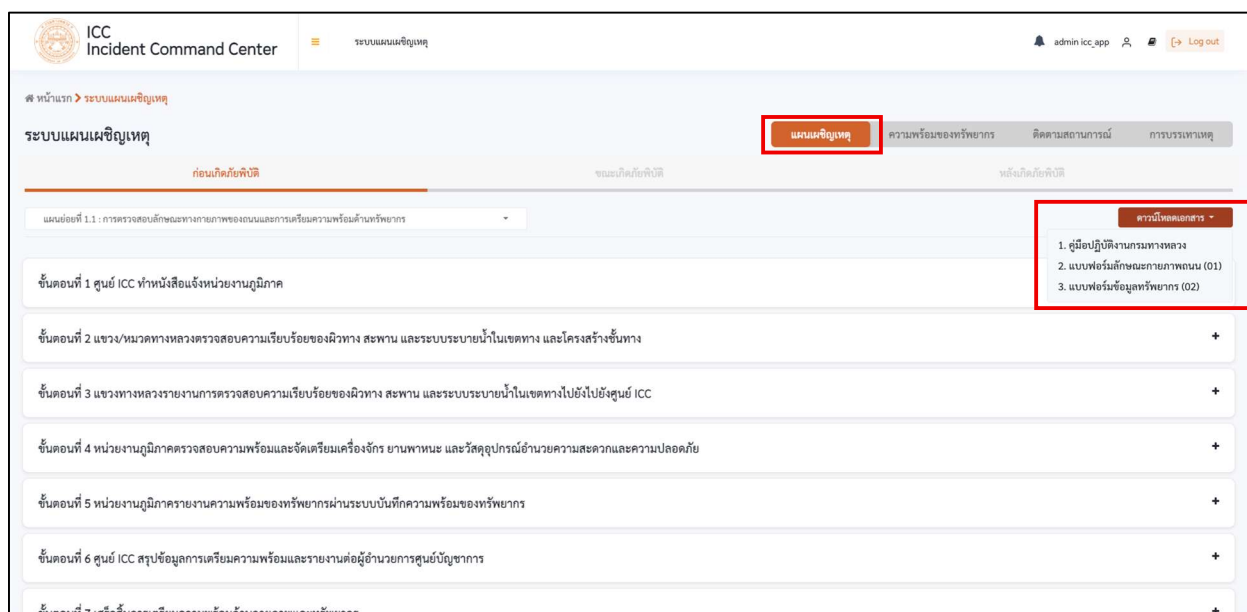 ICC
Incident Command Center
ระบบแผนเผชิญเหตุ
admin icc_app
Log out
หน้าแรก > ระบบแผนเผชิญเหตุ
ระบบแผนเผชิญเหตุ
แผนเผชิญเหตุ
ความพร้อมของทรัพยากร
ติดตามสถานการณ์
การบรรเทาเหตุ
ก่อนเกิดภัยพิบัติ
ขณะเกิดภัยพิบัติ
หลังเกิดภัยพิบัติ
แผนย่อยที่ 1.1 : การตรวจสอบลักษณะทางกายภาพของถนนและการเตรียมความพร้อมด้านทรัพยากร
ดาวน์โหลดเอกสาร
1. คู่มือปฏิบัติงานกรมทางหลวง
2. แบบฟอร์มลักษณะกายภาพถนน (01)
3. แบบฟอร์มข้อมูลทรัพยากร (02)
ขั้นตอนที่ 1 ศูนย์ ICC ทำหนังสือแจ้งหน่วยงานภูมิภาค
ขั้นตอนที่ 2 แขวง/หมวดทางหลวงตรวจสอบความเรียบร้อยของผิวทาง สะพาน และระบบระบายน้ำในเขตทาง และโครงสร้างชั้นทาง
+
ขั้นตอนที่ 3 แขวงทางหลวงรายงานการตรวจสอบความเรียบร้อยของผิวทาง สะพาน และระบบระบายน้ำในเขตทางไปยังไปยังศูนย์ ICC
+
ขั้นตอนที่ 4 หน่วยงานภูมิภาคตรวจสอบความพร้อมและจัดเตรียมเครื่องจักร ยานพาหนะ และวัสดุอุปกรณ์อำนวยความสะดวกและความปลอดภัย
+
ขั้นตอนที่ 5 หน่วยงานภูมิภาครายงานความพร้อมของทรัพยากรผ่านระบบบันทึกความพร้อมของทรัพยากร
+
ขั้นตอนที่ 6 ศูนย์ ICC สรุปข้อมูลการเตรียมความพร้อมและรายงานต่อผู้อำนวยการศูนย์บัญชาการ
+